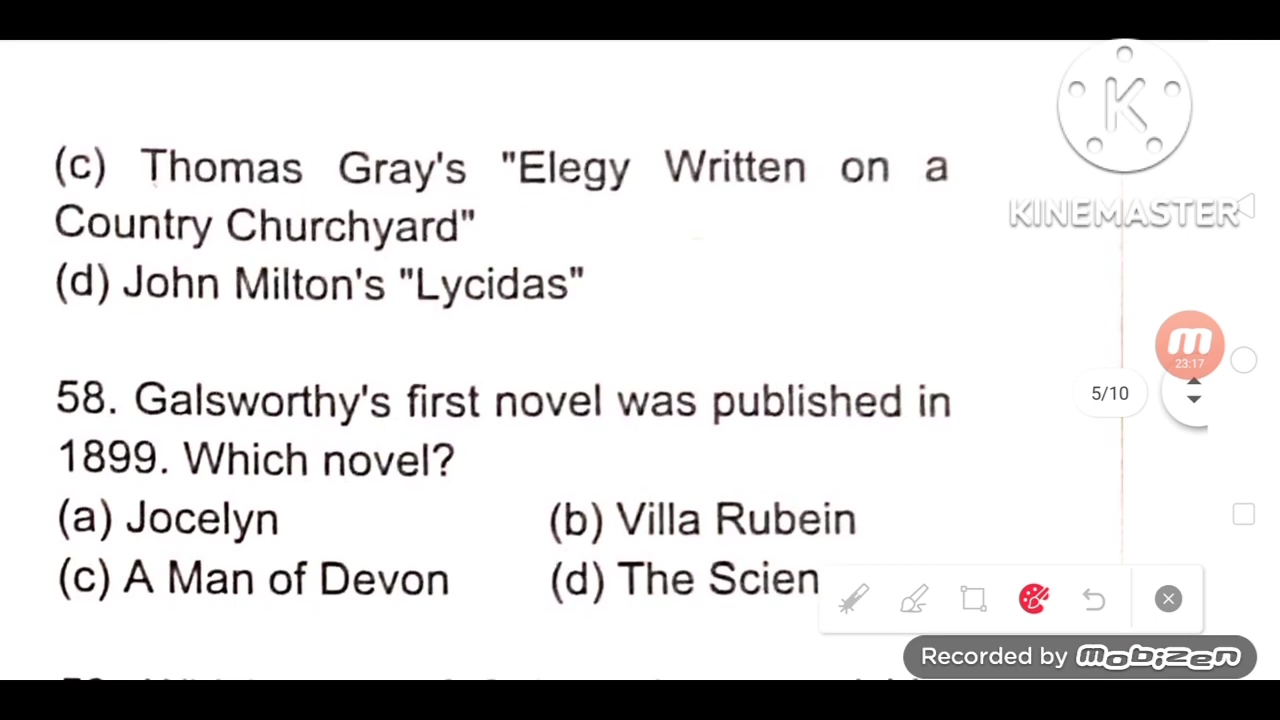 (c) Thomas Gray's "Elegy Written on a
Country Churchyard"
(d) John Milton's "Lycidas"
58. Galsworthy's first novel was published in
1899. Which novel?
(a) Jocelyn (b) Villa Rubein
(c) A Man of Devon (d) The Scien
K
KINEMASTER
m
23:17
5/10
Recorded by mobizen